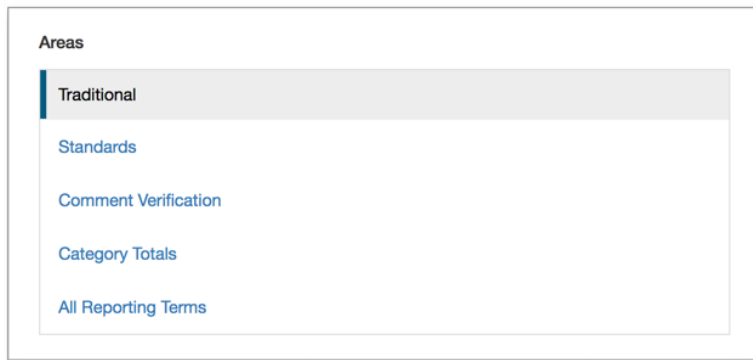 Areas
Traditional
Standards
Comment Verification
Category Totals
All Reporting Terms